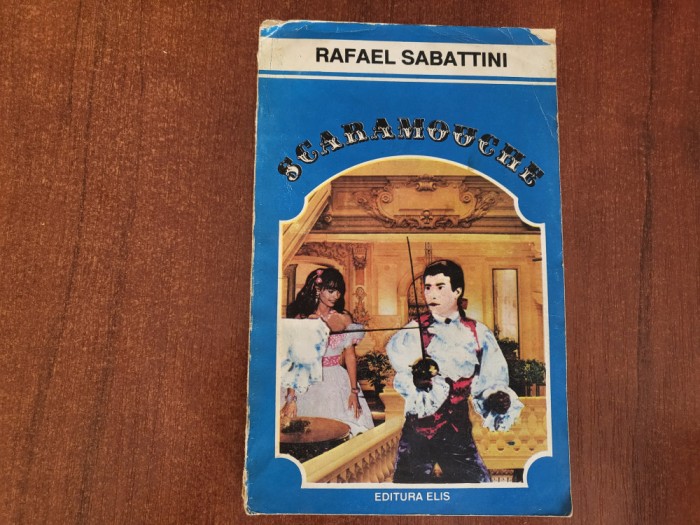 RAFAEL SABATTINI
SCARAMOUCHE
EDITURA ELIS